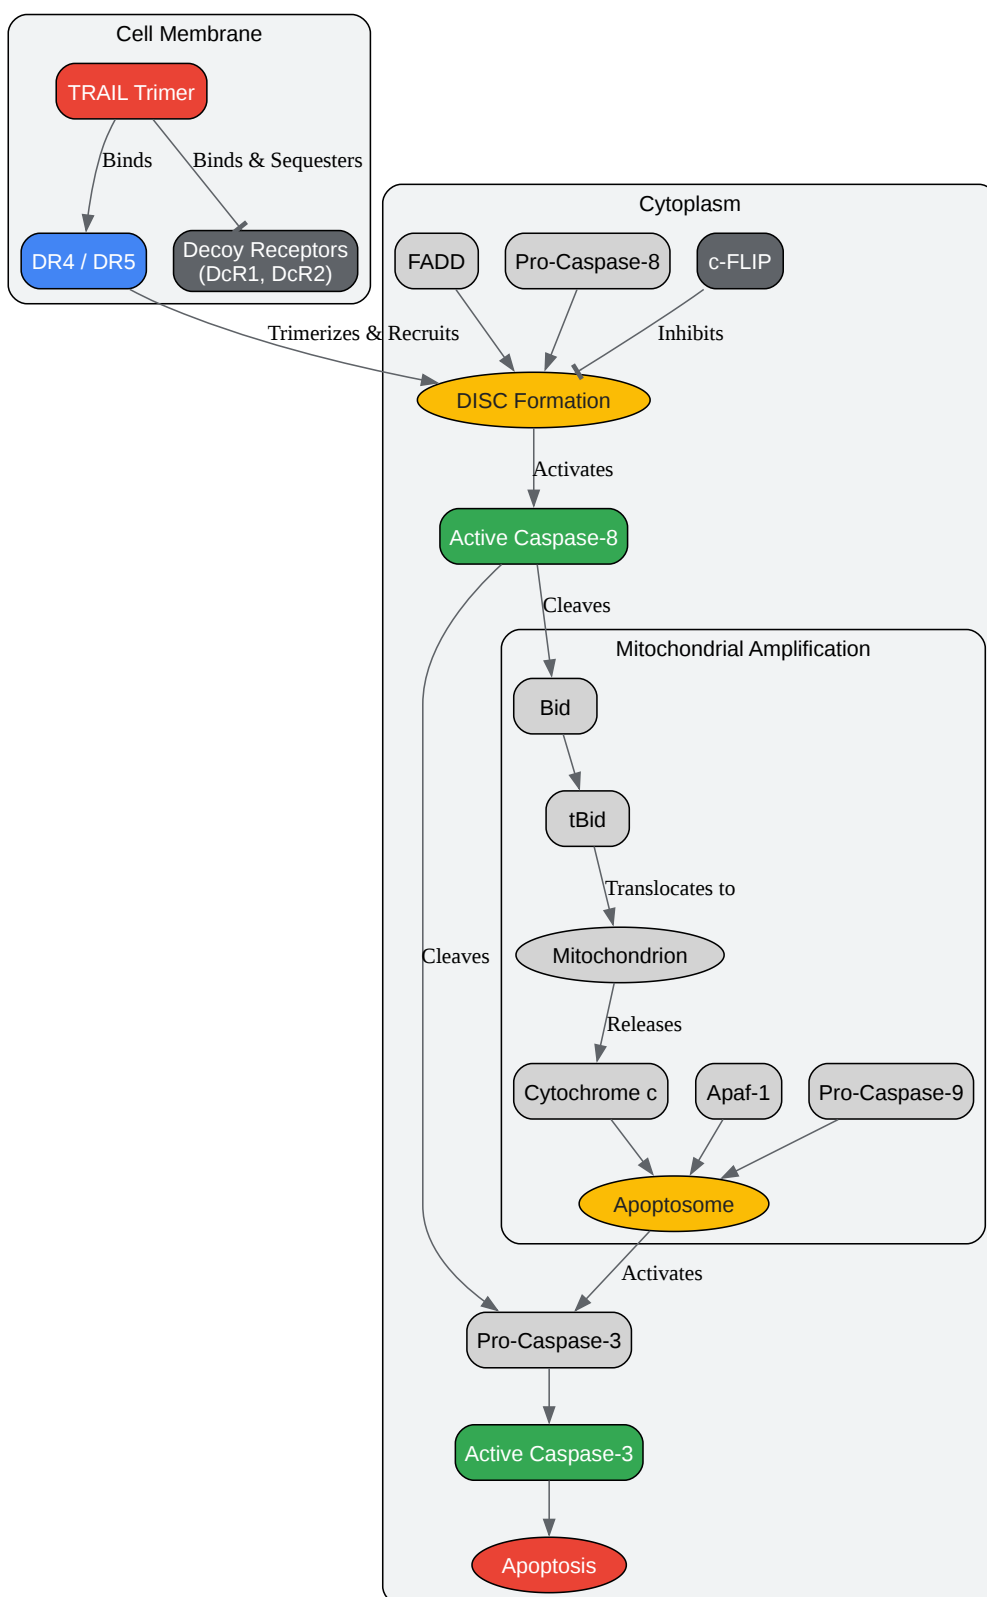 Cell Membrane
TRAIL Trimer
Binds
Binds & Sequesters
Cytoplasm
DR4 / DR5
Decoy Receptors
(DcR1, DcR2)
FADD
Pro-Caspase-8
c-FLIP
Trimerizes & Recruits
Inhibits
DISC Formation
Activates
Active Caspase-8
Cleaves
Mitochondrial Amplification
Bid
tBid
Translocates to
Cleaves
Mitochondrion
Releases
Cytochrome c
Apaf-1
Pro-Caspase-9
Apoptosome
Activates
Pro-Caspase-3
Active Caspase-3
Apoptosis